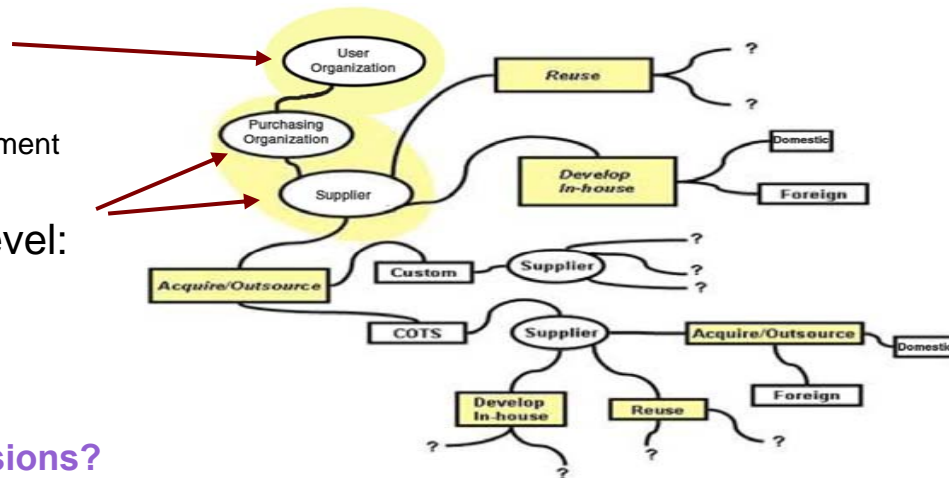 User
Organization
?
Reuse
?
Purchasing
Organization
ment
Domestic
Develop
In-house
Supplier
Foreign
evel:
?
Custom
Supplier
?
?
Acquire/Outsource
COTS
Supplier
Acquire/Outsource
Domestic
Foreign
Develop
In-house
Reuse
?
?
?
?
sions?
?